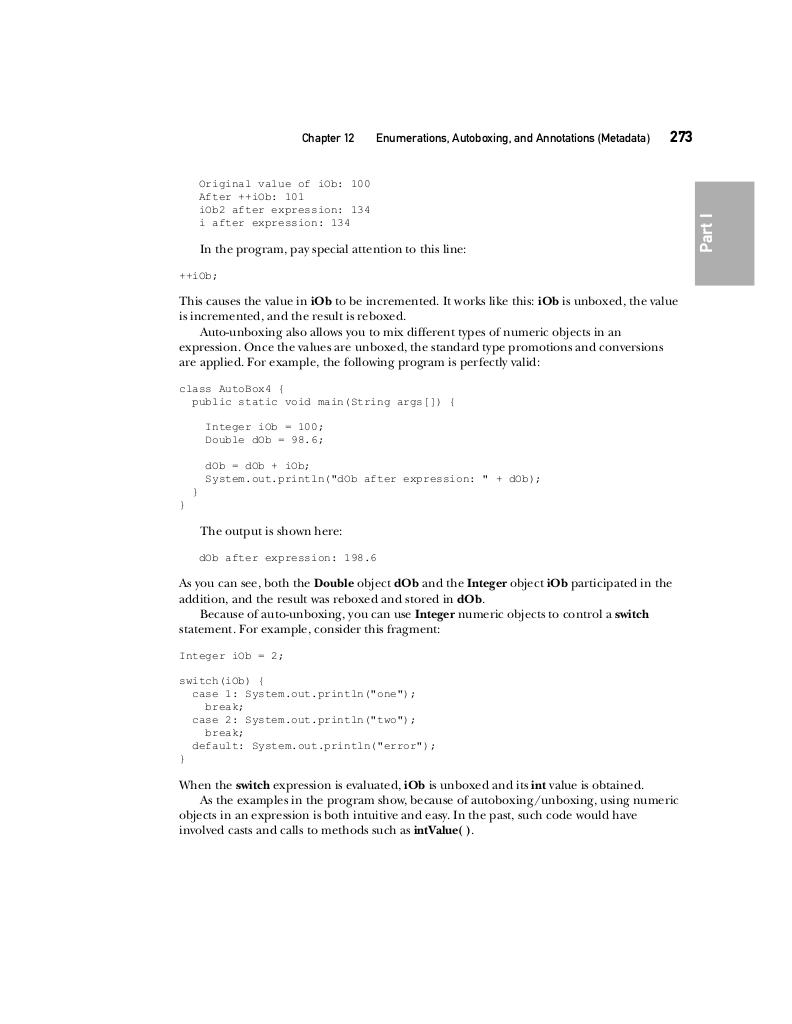 Chapter 12 Enumerations, Autoboxing, and Annotations (Metadata) 273
Part I
Original value of iOb: 100
After ++iOb: 101
iOb2 after expression: 134
i after expression: 134
In the program, pay special attention to this line:
++iOb;
This causes the value in iOb to be incremented. It works like this: iOb is unboxed, the value
is incremented, and the result is reboxed.
Auto-unboxing also allows you to mix different types of numeric objects in an
expression. Once the values are unboxed, the standard type promotions and conversions
are applied. For example, the following program is perfectly valid:
class AutoBox4 {
  public static void main(String args[]) {
    Integer iOb = 100;
    Double dOb = 98.6;
    dOb = dOb + iOb;
    System.out.println("dOb after expression: " + dOb);
  }
}
The output is shown here:
dOb after expression: 198.6
As you can see, both the Double object dOb and the Integer object iOb participated in the
addition, and the result was reboxed and stored in dOb.
Because of auto-unboxing, you can use Integer numeric objects to control a switch
statement. For example, consider this fragment:
Integer iOb = 2;
switch(iOb) {
  case 1: System.out.println("one");
    break;
  case 2: System.out.println("two");
    break;
  default: System.out.println("error");
}
When the switch expression is evaluated, iOb is unboxed and its int value is obtained.
As the examples in the program show, because of autoboxing/unboxing, using numeric
objects in an expression is both intuitive and easy. In the past, such code would have
involved casts and calls to methods such as intValue( ).